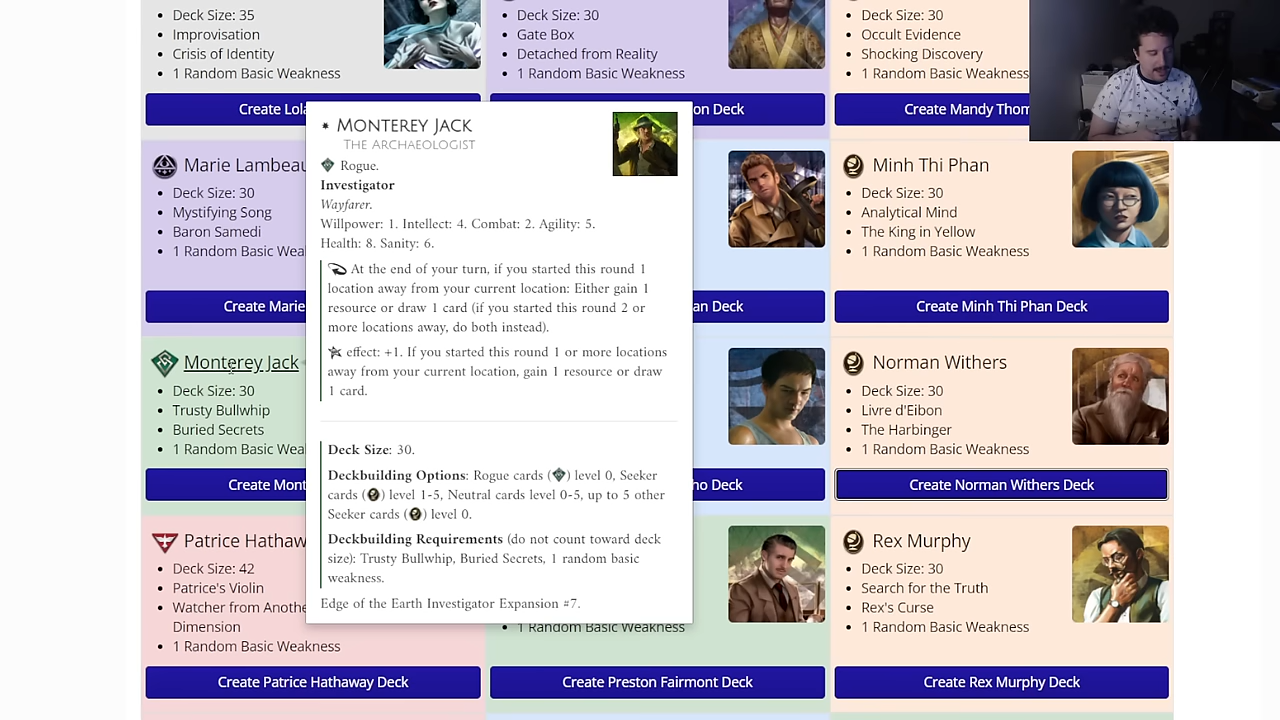 Deck Size: 35
Improvisation
Crisis of Identity
1 Random Basic Weakness
Deck Size: 30
Gate Box
Detached from Reality
1 Random Basic Weakness
Deck Size: 30
Occult Evidence
Shocking Discovery
1 Random Basic Weakness
Create Lola
on Deck
Create Mandy Thom
MONTEREY JACK
THE ARCHAEOLOGIST
Rogue.
Investigator
Wayfarer.
Willpower: 1. Intellect: 4. Combat: 2. Agility: 5.
Health: 8. Sanity: 6.
At the end of your turn, if you started this round 1
location away from your current location: Either gain 1
resource or draw 1 card (if you started this round 2 or
more locations away, do both instead).
effect: +1. If you started this round 1 or more locations
away from your current location, gain 1 resource or draw
1 card.
Deck Size: 30.
Deckbuilding Options: Rogue cards () level 0, Seeker
cards () level 1-5, Neutral cards level 0-5, up to 5 other
Seeker cards () level 0.
Deckbuilding Requirements (do not count toward deck
size): Trusty Bullwhip, Buried Secrets, 1 random basic
weakness.
Edge of the Earth Investigator Expansion #7.
Marie Lambeau
Deck Size: 30
Mystifying Song
Baron Samedi
1 Random Basic Wea
Create Marie
an Deck
Minh Thi Phan
Deck Size: 30
Analytical Mind
The King in Yellow
1 Random Basic Weakness
Create Minh Thi Phan Deck
Monterey Jack
Deck Size: 30
Trusty Bullwhip
Buried Secrets
1 Random Basic Wea
Create Mont
ho Deck
Norman Withers
Deck Size: 30
Livre d'Eibon
The Harbinger
1 Random Basic Weakness
Create Norman Withers Deck
Patrice Hathaw
Deck Size: 42
Patrice's Violin
Watcher from Anothe
Dimension
1 Random Basic Weakness
Create Patrice Hathaway Deck
1 Random Basic Weakness
Create Preston Fairmont Deck
Rex Murphy
Deck Size: 30
Search for the Truth
Rex's Curse
1 Random Basic Weakness
Create Rex Murphy Deck